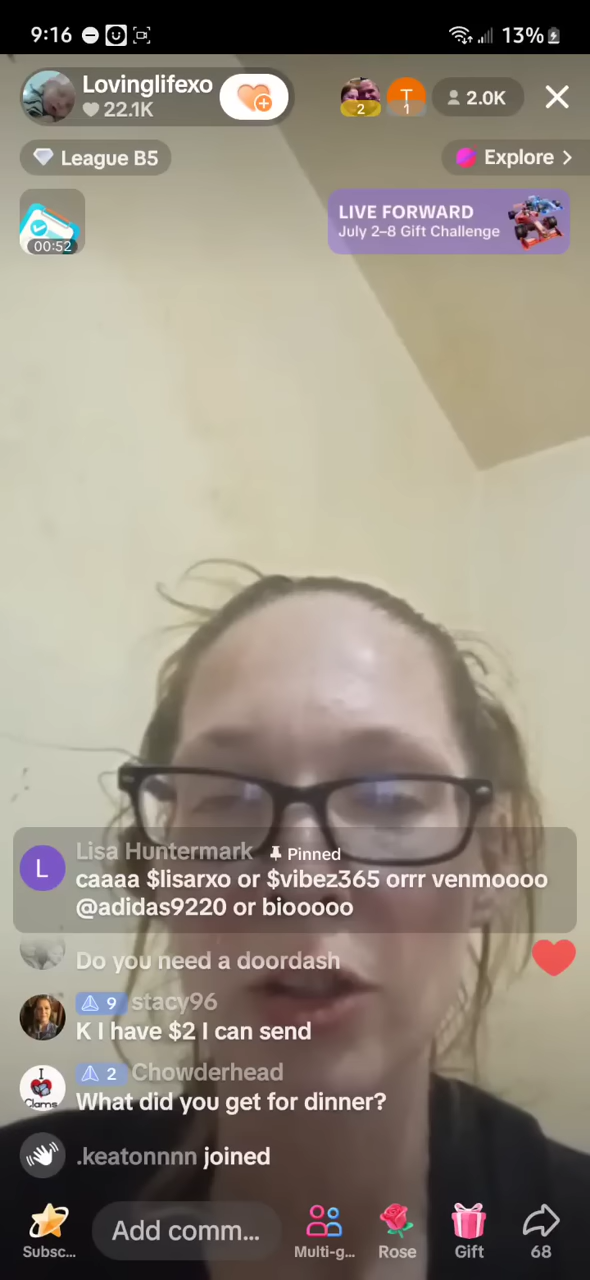 9:16
13%
Lovinglifexo
22.1K
2
T
1
2.0K
League B5
Explore >
00:52
LIVE FORWARD
July 2–8 Gift Challenge
Lisa Huntermark Pinned
caaaa $lisarxo or $vibez365 orrr venmoooo
@adidas9220 or biooooo
Do you need a doordash
9 stacy96
K I have $2 I can send
I
Clams
2 Chowderhead
What did you get for dinner?
.keatonnnn joined
L
Subsc...
Add comm...
Multi-g...
Rose
Gift
68